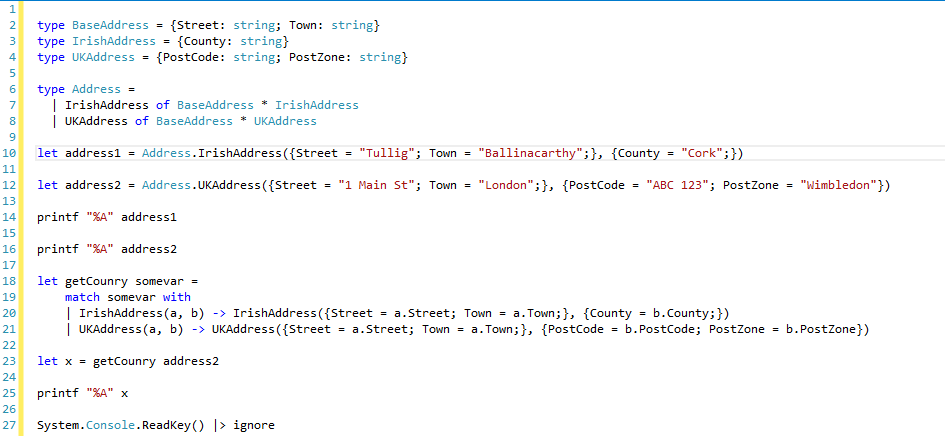 1
2 type BaseAddress = {Street: string; Town: string}
3 type IrishAddress = {County: string}
4 type UKAddress = {PostCode: string; PostZone: string}
5
6 type Address =
7   | IrishAddress of BaseAddress * IrishAddress
8   | UKAddress of BaseAddress * UKAddress
9
10 let address1 = Address.IrishAddress({Street = "Tullig"; Town = "Ballinacarthy";}, {County = "Cork";})
11
12 let address2 = Address.UKAddress({Street = "1 Main St"; Town = "London";}, {PostCode = "ABC 123"; PostZone = "Wimbledon"})
13
14 printf "%A" address1
15
16 printf "%A" address2
17
18 let getCounry somevar =
19     match somevar with
20     | IrishAddress(a, b) -> IrishAddress({Street = a.Street; Town = a.Town;}, {County = b.County;})
21     | UKAddress(a, b) -> UKAddress({Street = a.Street; Town = a.Town;}, {PostCode = b.PostCode; PostZone = b.PostZone})
22
23 let x = getCounry address2
24
25 printf "%A" x
26
27 System.Console.ReadKey() |> ignore